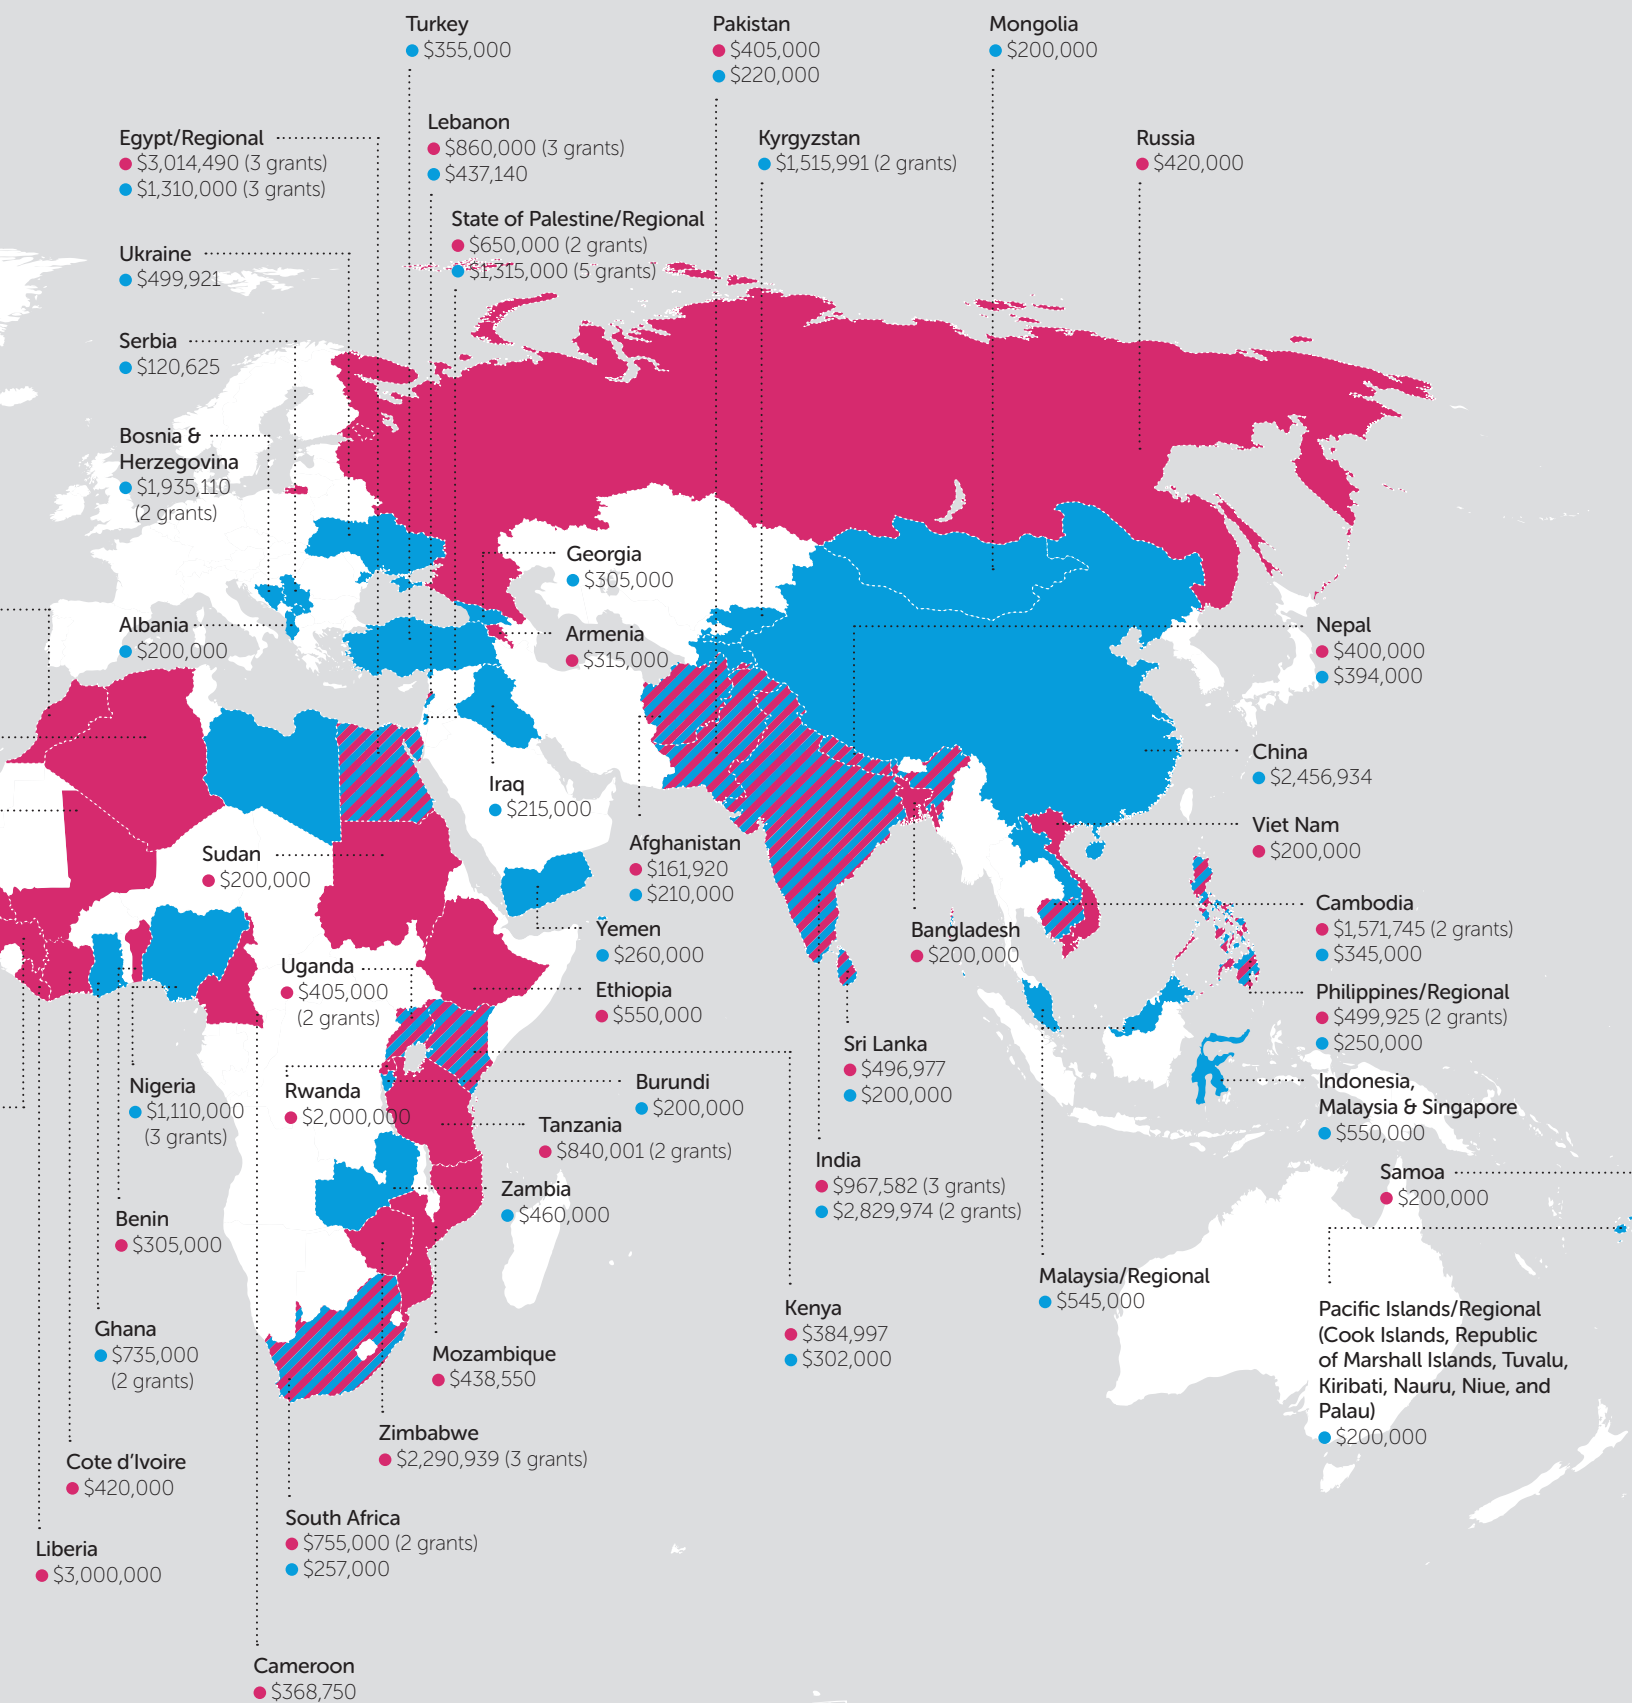 Turkey
$355,000
Pakistan
$405,000
$220,000
Mongolia
$200,000
Egypt/Regional
$3,014,490 (3 grants)
$1,310,000 (3 grants)
Lebanon
$860,000 (3 grants)
$437,140
Kyrgyzstan
$1,515,991 (2 grants)
Russia
$420,000
State of Palestine/Regional
$650,000 (2 grants)
$1,315,000 (5 grants)
Ukraine
$499,921
Serbia
$120,625
Bosnia &
Herzegovina
$1,935,110
(2 grants)
Georgia
$305,000
Albania
$200,000
Armenia
$315,000
Nepal
$400,000
$394,000
China
$2,456,934
Iraq
$215,000
Viet Nam
$200,000
Sudan
$200,000
Afghanistan
$161,920
$210,000
Cambodia
$1,571,745 (2 grants)
$345,000
Yemen
$260,000
Bangladesh
$200,000
Uganda
$405,000
(2 grants)
Ethiopia
$550,000
Philippines/Regional
$499,925 (2 grants)
$250,000
Sri Lanka
$496,977
$200,000
Nigeria
$1,110,000
(3 grants)
Rwanda
$2,000,000
Burundi
$200,000
Indonesia,
Malaysia & Singapore
$550,000
Tanzania
$840,001 (2 grants)
India
$967,582 (3 grants)
$2,829,974 (2 grants)
Samoa
$200,000
Zambia
$460,000
Benin
$305,000
Malaysia/Regional
$545,000
Kenya
$384,997
$302,000
Pacific Islands/Regional
(Cook Islands, Republic
of Marshall Islands, Tuvalu,
Kiribati, Nauru, Niue, and
Palau)
$200,000
Ghana
$735,000
(2 grants)
Mozambique
$438,550
Zimbabwe
$2,290,939 (3 grants)
Cote d'Ivoire
$420,000
South Africa
$755,000 (2 grants)
$257,000
Liberia
$3,000,000
Cameroon
$368,750